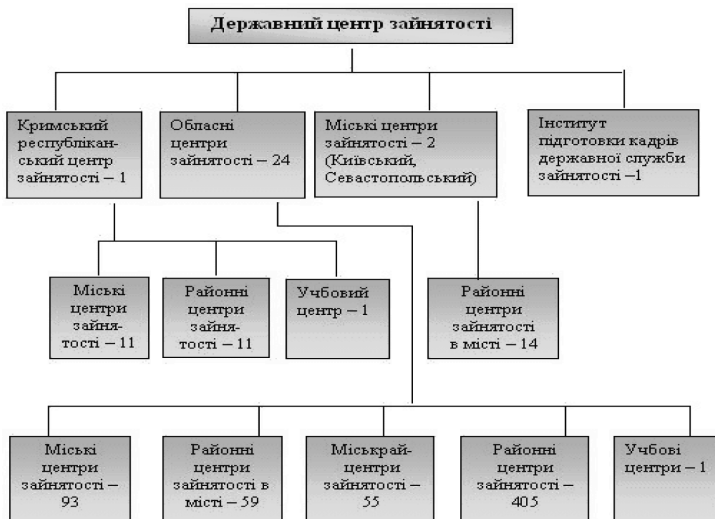 Державний центр зайнятості
Кримський
республікан-
ський центр
зайнятості – 1
Обласні
центри
зайнятості – 24
Міські центри
зайнятості – 2
(Київський,
Севастопольський)
Інститут
підготовки кадрів
державної служби
зайнятості –1
Міські
центри
зайня-
тості – 11
Районні
центри
зайня-
тості – 11
Учбовий
центр – 1
Районні
центри
зайнятості
в місті – 14
Міські
центри
зайнятості –
93
Районні
центри
зайнятості в
місті – 59
Міськрай-
центри
зайнятості –
55
Районні
центри
зайнятості –
405
Учбові
центри – 1